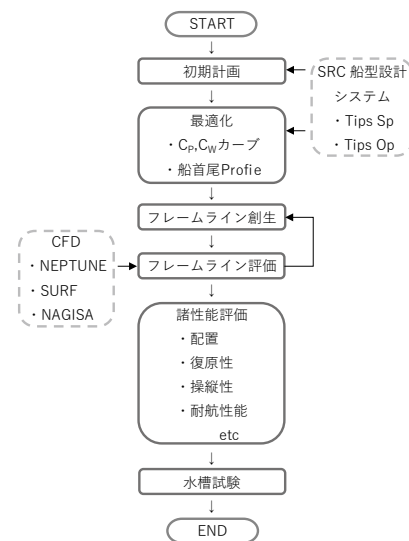 START
↓
初期計画
SRC 船型設計
システム
・Tips Sp
・Tips Op
↓
最適化
・CP,CWカーブ
・船首尾Profie
↓
フレームライン創生
↓
CFD
・NEPTUNE
・SURF
・NAGISA
フレームライン評価
↓
諸性能評価
・配置
・復原性
・操縦性
・耐航性能
etc
↓
水槽試験
↓
END